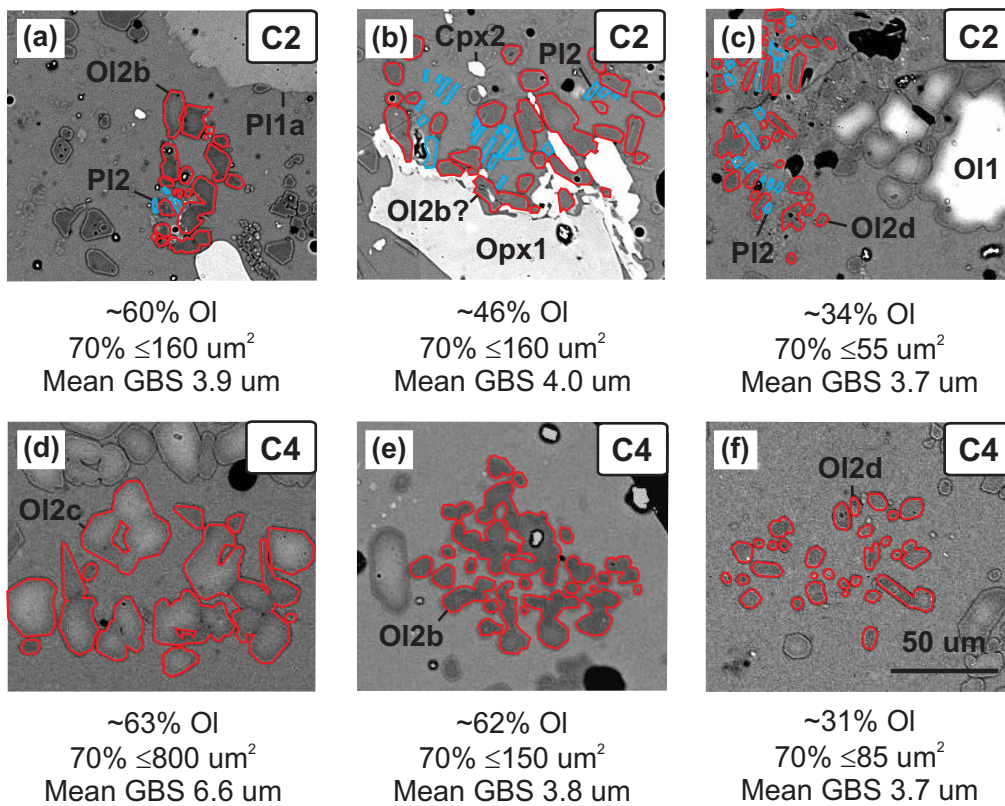 (a) C2
Ol2b
Pl1a
Pl2
~60% Ol
70% ≤160 um²
Mean GBS 3.9 um
(b) Cpx2 C2
Pl2
Ol2b?
Opx1
~46% Ol
70% ≤160 um²
Mean GBS 4.0 um
(c) C2
Ol1
Ol2d
Pl2
~34% Ol
70% ≤55 um²
Mean GBS 3.7 um
(d) C4
Ol2c
~63% Ol
70% ≤800 um²
Mean GBS 6.6 um
(e) C4
Ol2b
~62% Ol
70% ≤150 um²
Mean GBS 3.8 um
(f) C4
Ol2d
50 um
~31% Ol
70% ≤85 um²
Mean GBS 3.7 um